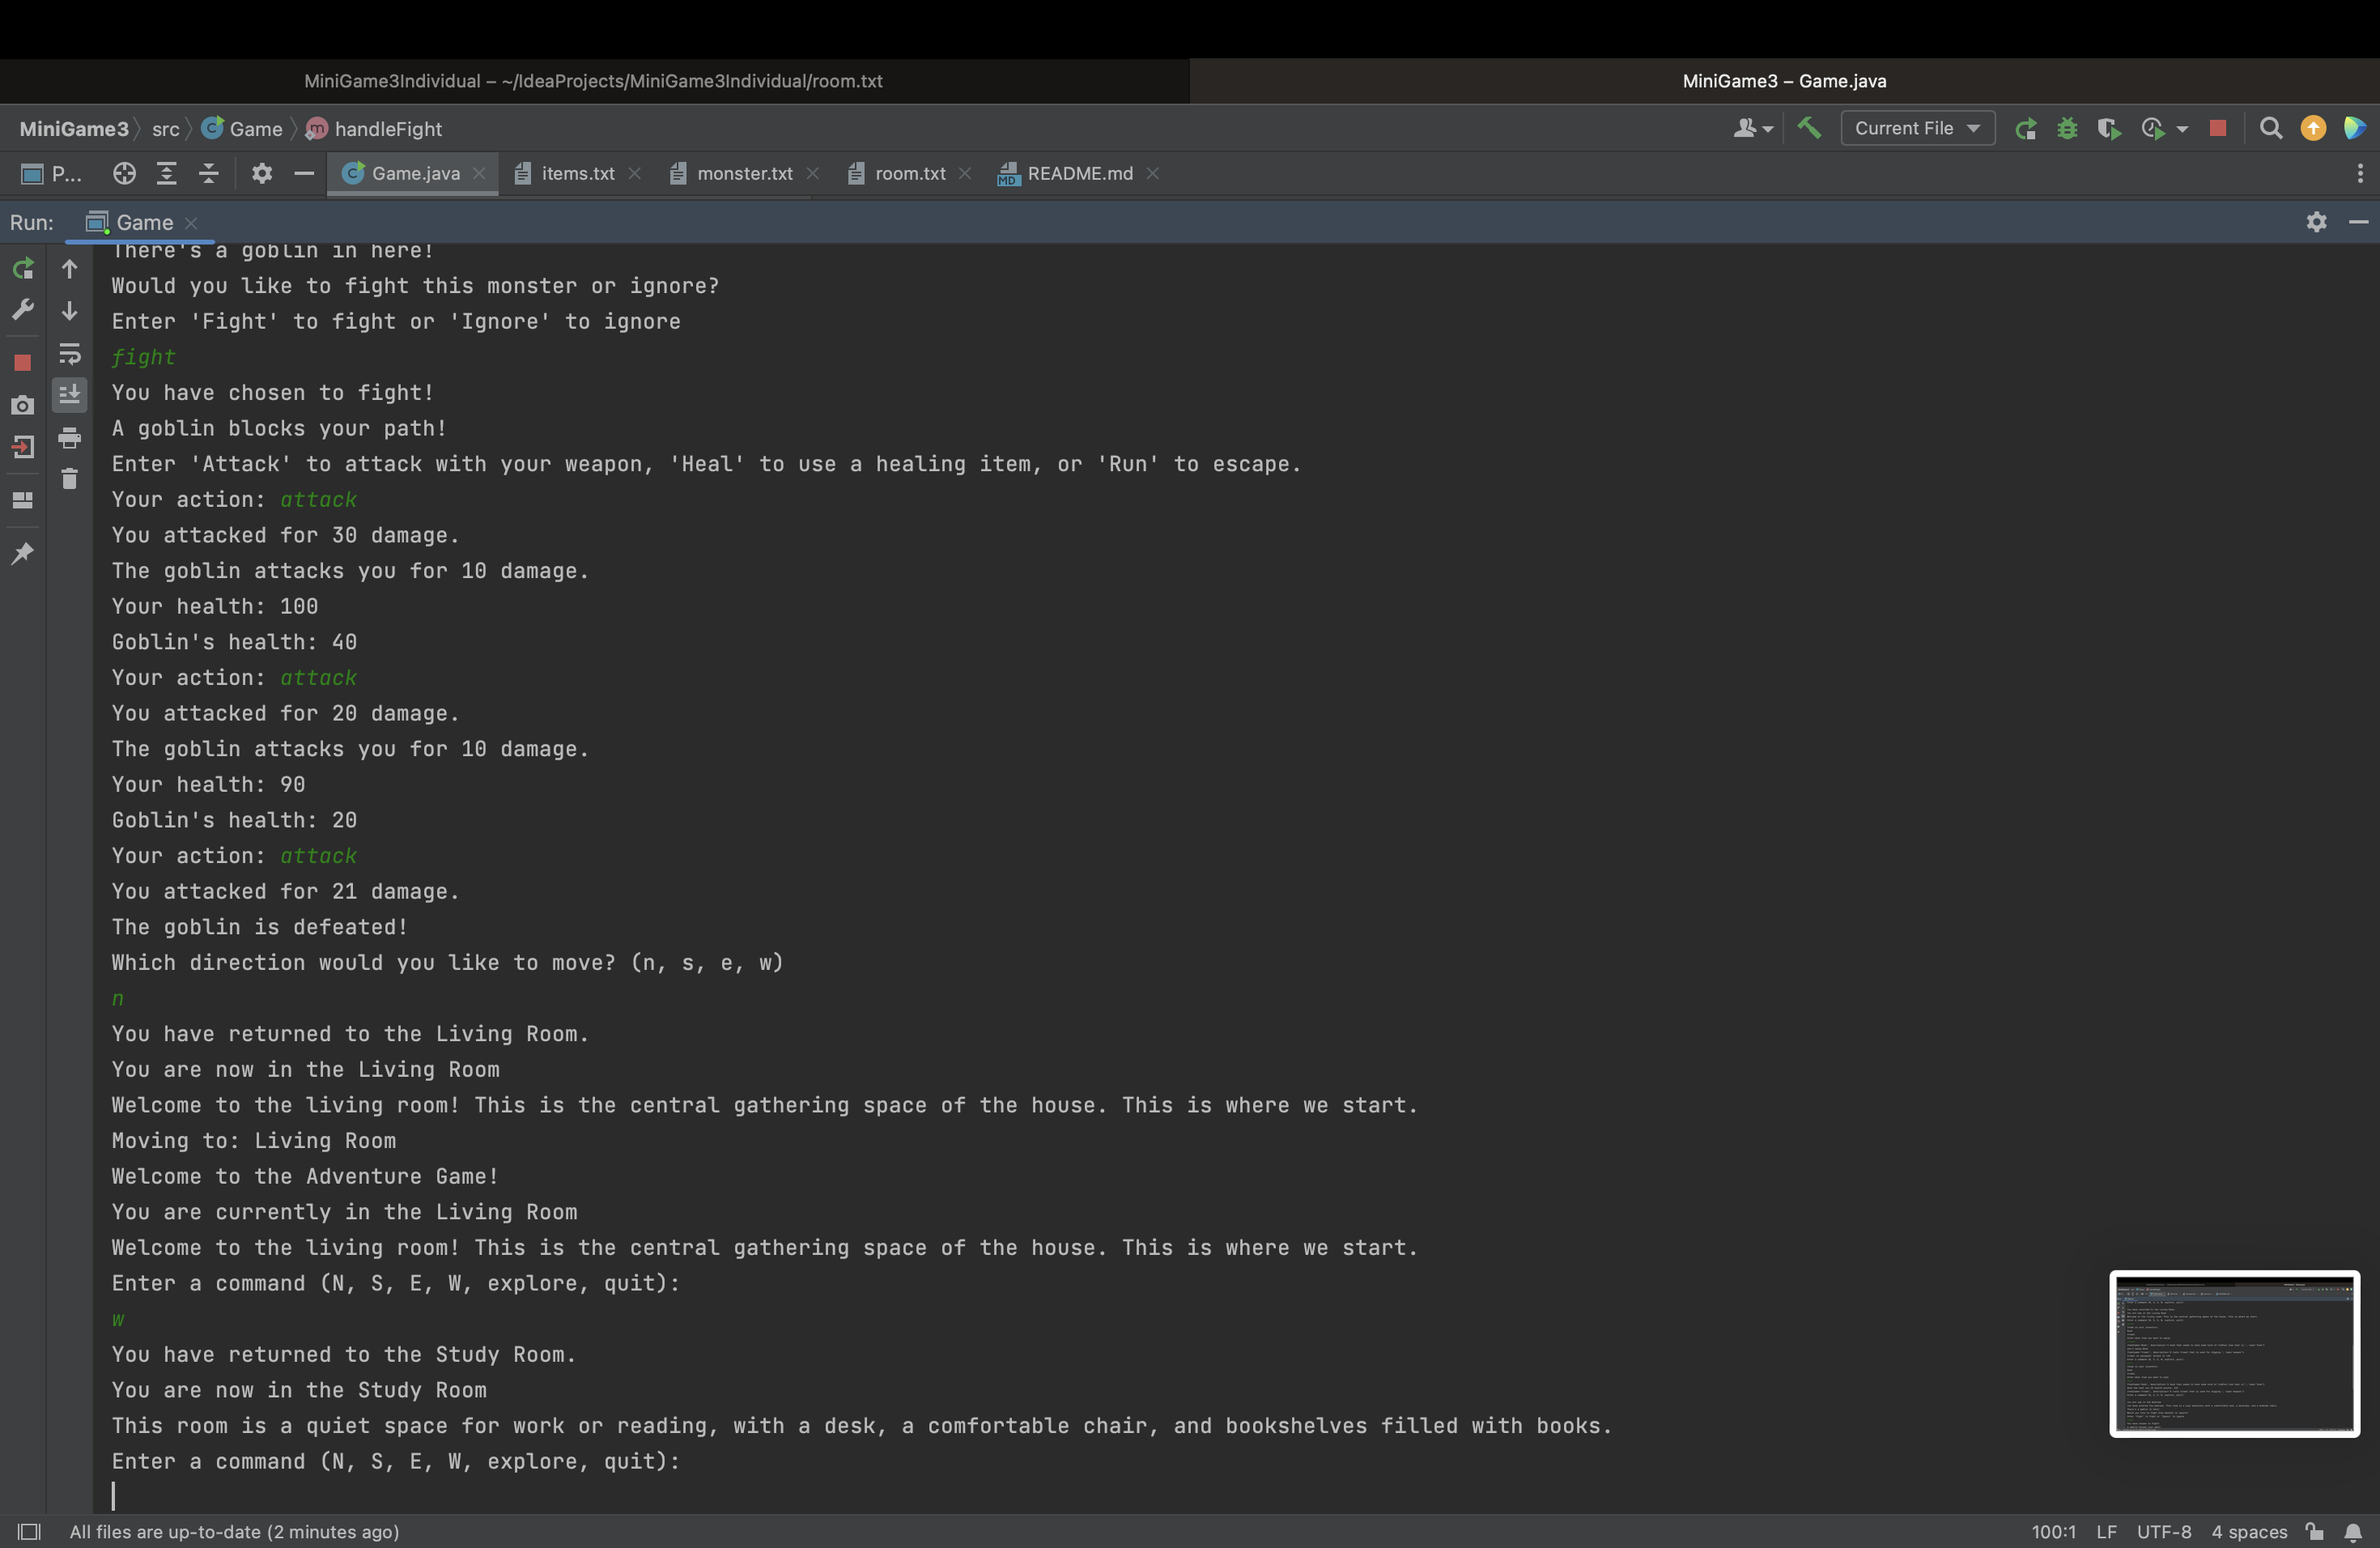 MiniGame3Individual – ~/IdeaProjects/MiniGame3Individual/room.txt
MiniGame3 – Game.java
MiniGame3 src Game m handleFight
Current File
P... Game.java items.txt monster.txt room.txt MD README.md
Run: Game
There's a goblin in here!
Would you like to fight this monster or ignore?
Enter 'Fight' to fight or 'Ignore' to ignore
fight
You have chosen to fight!
A goblin blocks your path!
Enter 'Attack' to attack with your weapon, 'Heal' to use a healing item, or 'Run' to escape.
Your action: attack
You attacked for 30 damage.
The goblin attacks you for 10 damage.
Your health: 100
Goblin's health: 40
Your action: attack
You attacked for 20 damage.
The goblin attacks you for 10 damage.
Your health: 90
Goblin's health: 20
Your action: attack
You attacked for 21 damage.
The goblin is defeated!
Which direction would you like to move? (n, s, e, w)
n
You have returned to the Living Room.
You are now in the Living Room
Welcome to the living room! This is the central gathering space of the house. This is where we start.
Moving to: Living Room
Welcome to the Adventure Game!
You are currently in the Living Room
Welcome to the living room! This is the central gathering space of the house. This is where we start.
Enter a command (N, S, E, W, explore, quit):
w
You have returned to the Study Room.
You are now in the Study Room
This room is a quiet space for work or reading, with a desk, a comfortable chair, and bookshelves filled with books.
Enter a command (N, S, E, W, explore, quit):
All files are up-to-date (2 minutes ago)
100:1 LF UTF-8 4 spaces